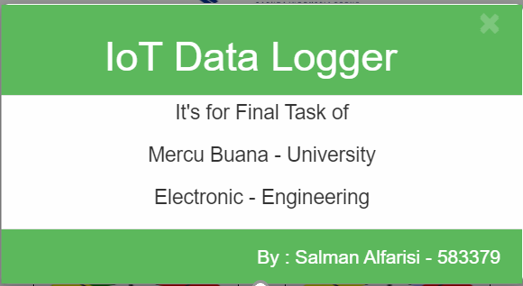 IoT Data Logger
It's for Final Task of
Mercu Buana - University
Electronic - Engineering
By : Salman Alfarisi - 583379